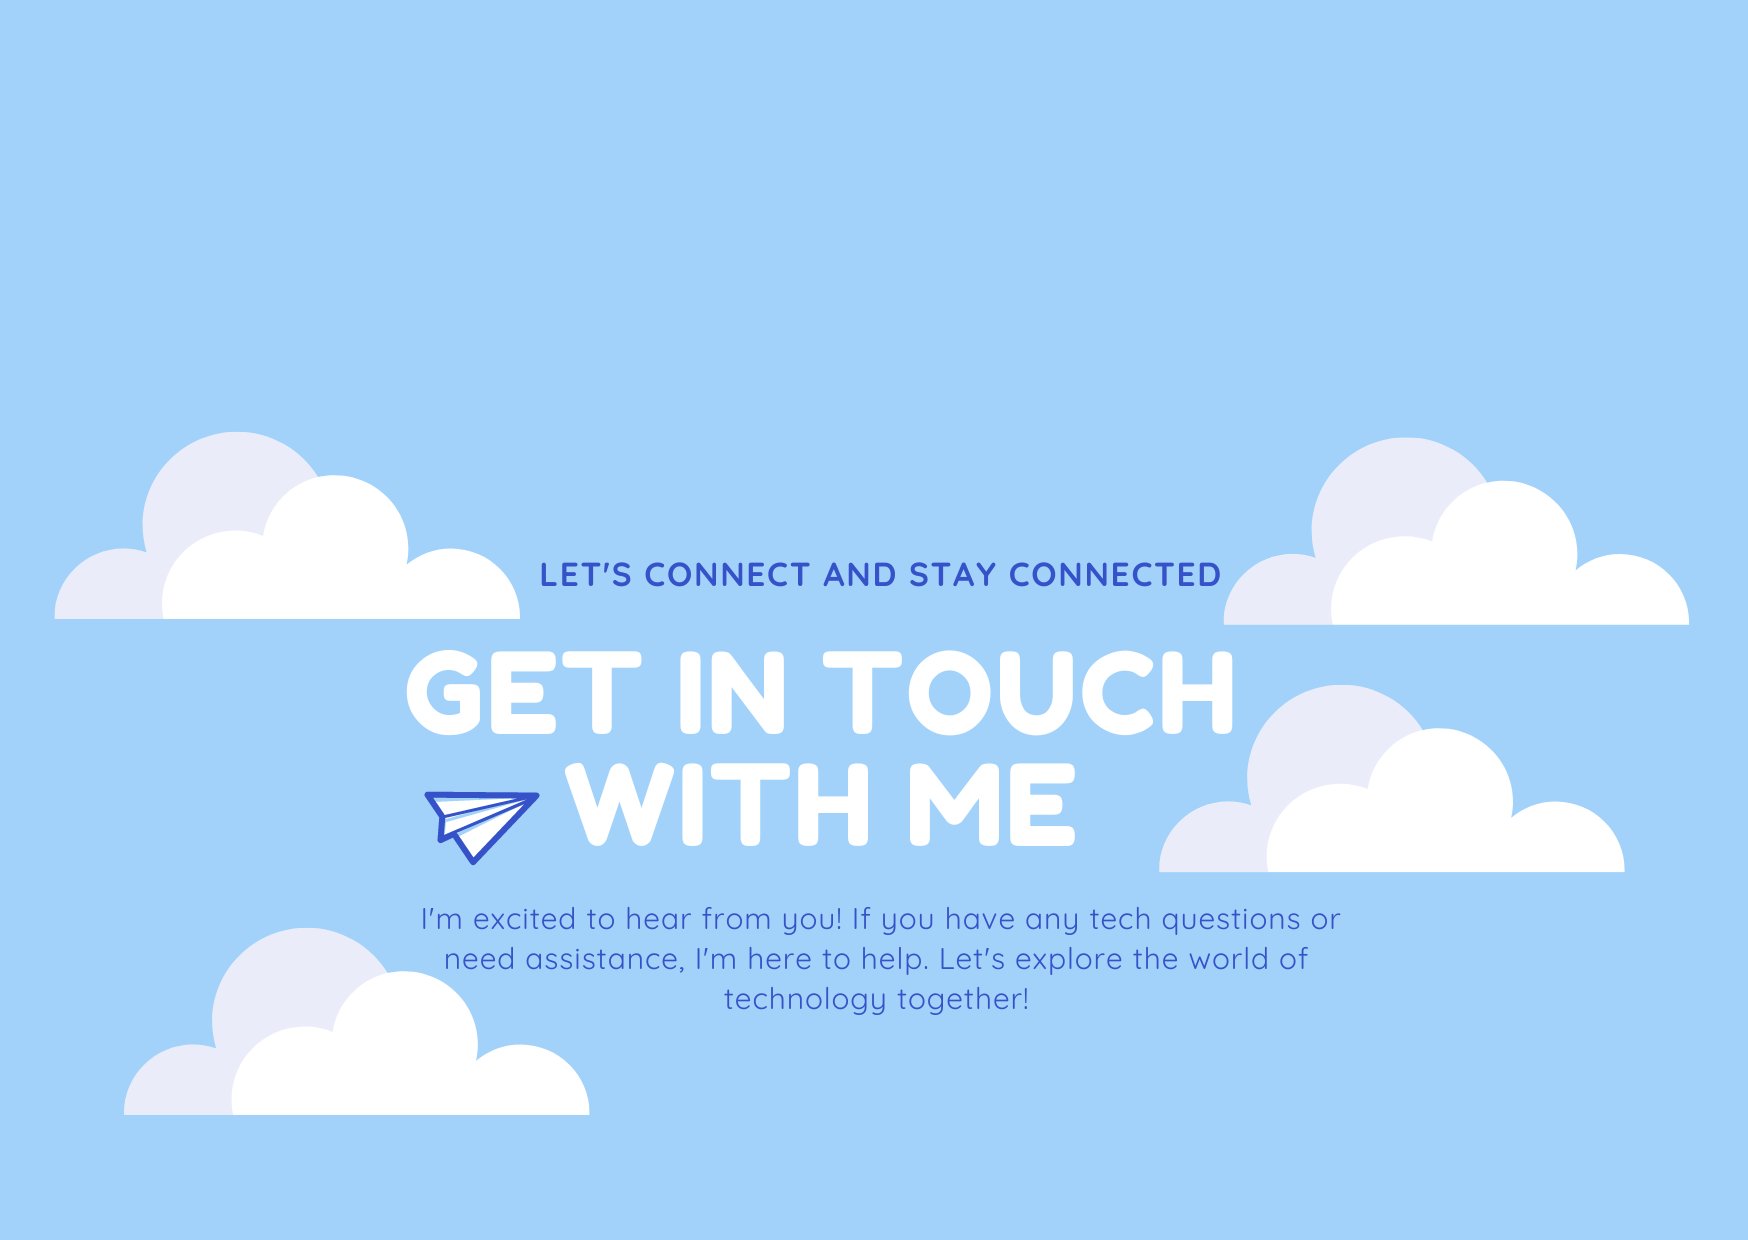 LET'S CONNECT AND STAY CONNECTED
GET IN TOUCH
WITH ME
I'm excited to hear from you! If you have any tech questions or
need assistance, I'm here to help. Let's explore the world of
technology together!